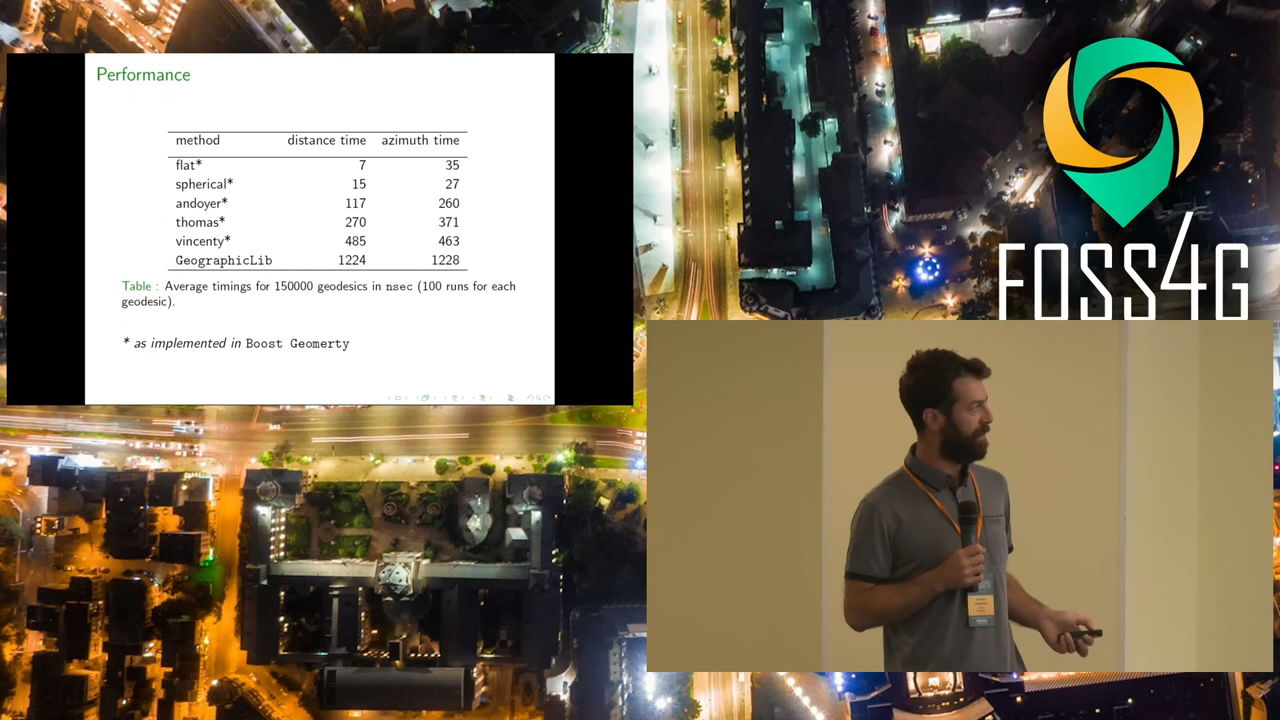 Performance
method distance time azimuth time
flat* 7 35
spherical* 15 27
andoyer* 117 260
thomas* 270 371
vincenty* 485 463
GeographicLib 1224 1228
Table : Average timings for 150000 geodesics in nsec (100 runs for each
geodesic).
* as implemented in Boost Geomerty
FOSS4G